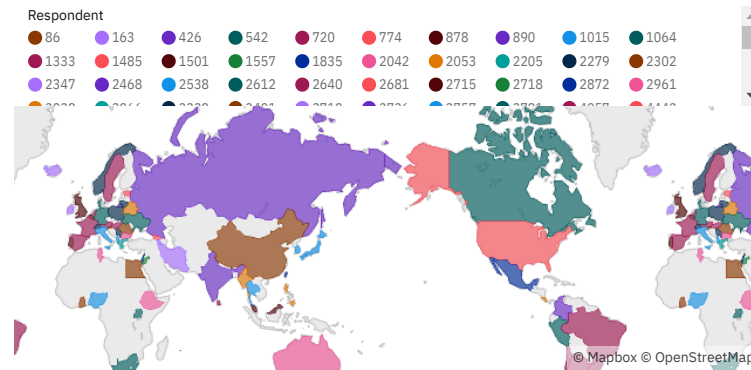 Respondent
86 163 426 542 720 774 878 890 1015 1064
1333 1485 1501 1557 1835 2042 2053 2205 2279 2302
2347 2468 2538 2612 2640 2681 2715 2718 2872 2961
© Mapbox © OpenStreetMap